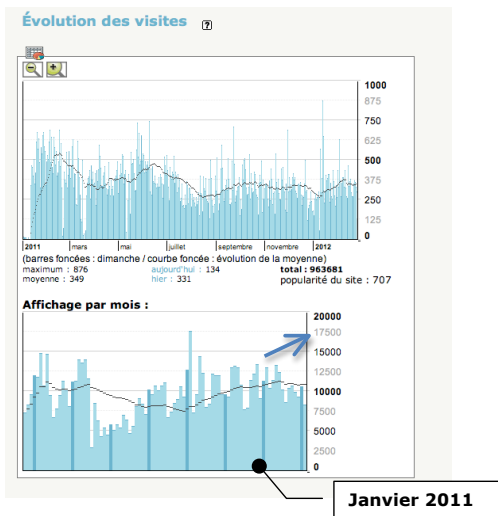 Évolution des visites ?
1000
875
750
625
500
375
250
125
0
2011 mars mai juillet septembre novembre 2012
(barres foncées : dimanche / courbe foncée : évolution de la moyenne)
maximum : 876 aujourd'hui : 134 total : 963681
moyenne : 349 hier : 331 popularité du site : 707
Affichage par mois :
20000
17500
15000
12500
10000
7500
5000
2500
0
Janvier 2011